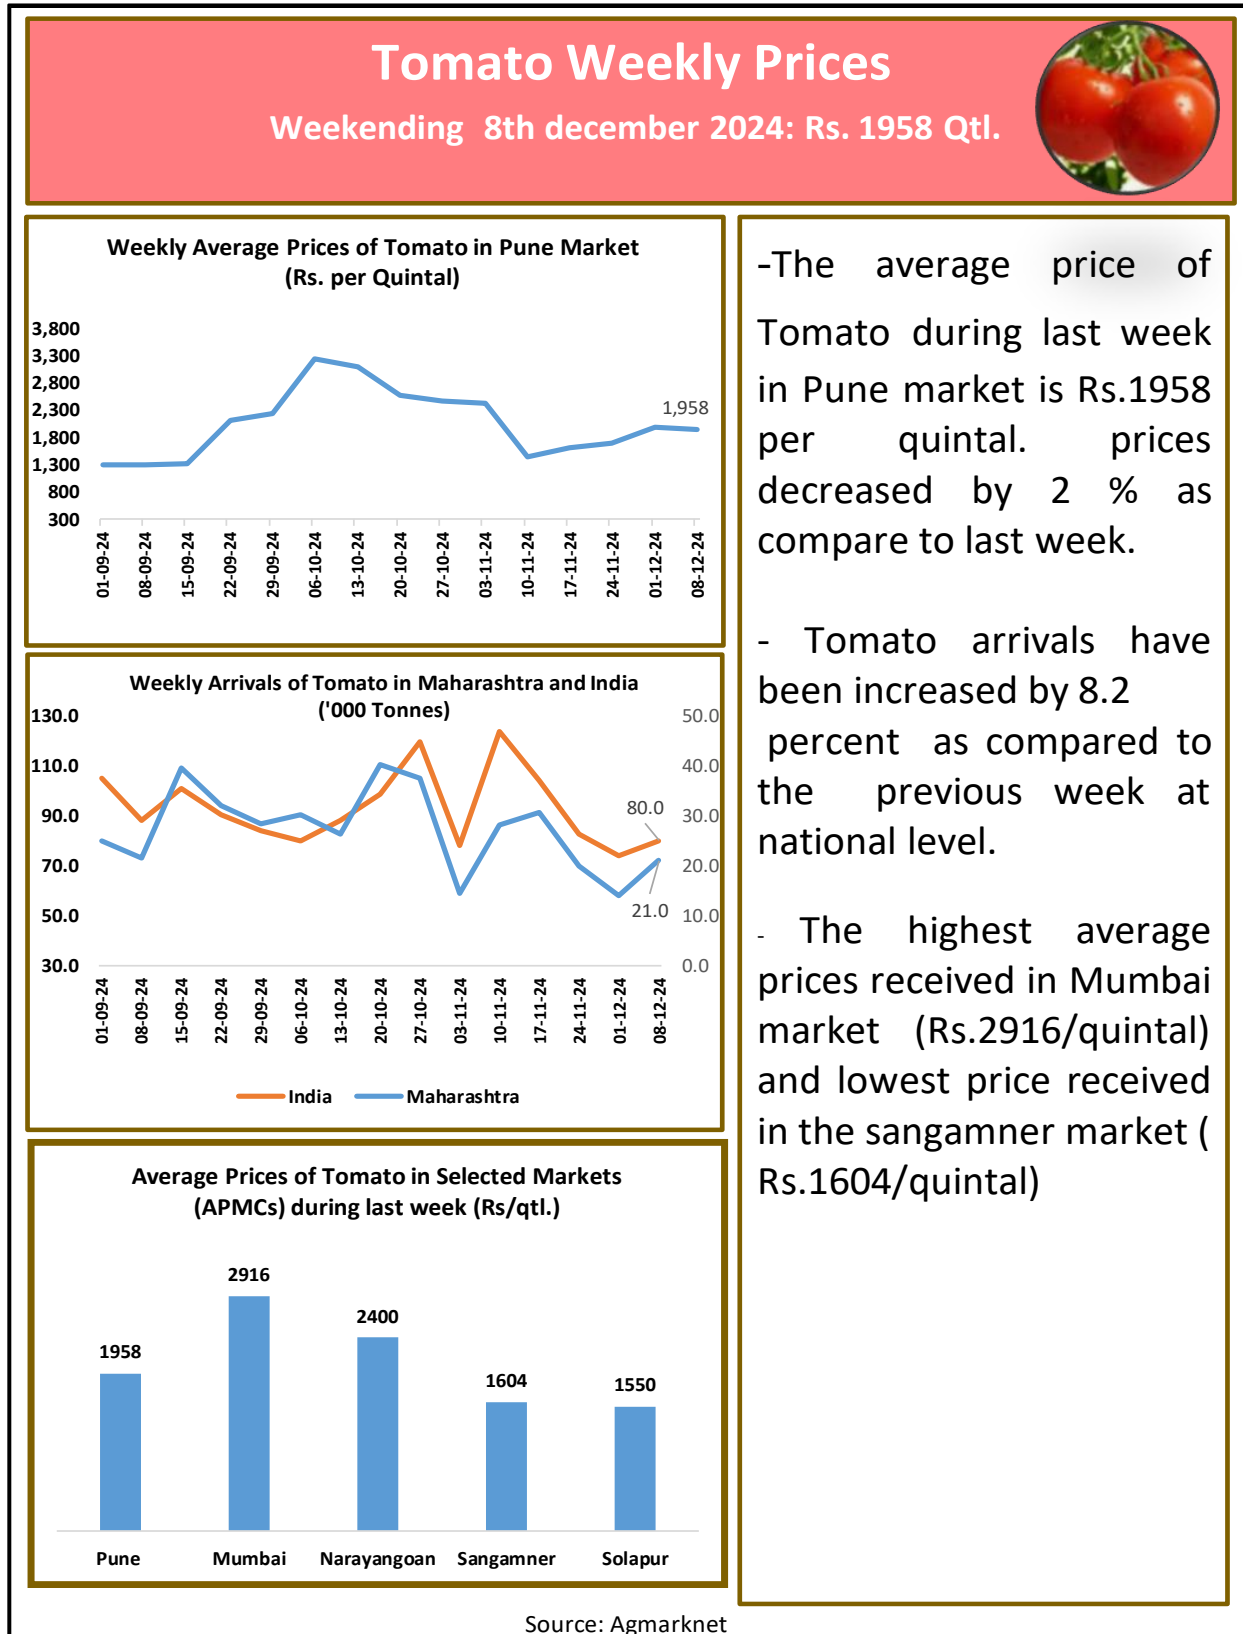 Tomato Weekly Prices
Weekending 8th december 2024: Rs. 1958 Qtl.
Weekly Average Prices of Tomato in Pune Market
(Rs. per Quintal)
3,800
3,300
2,800
2,300
1,800
1,300
800
300
1,958
01-09-24
08-09-24
15-09-24
22-09-24
29-09-24
06-10-24
13-10-24
20-10-24
27-10-24
03-11-24
10-11-24
17-11-24
24-11-24
01-12-24
08-12-24
Weekly Arrivals of Tomato in Maharashtra and India
('000 Tonnes)
130.0
110.0
90.0
70.0
50.0
30.0
50.0
40.0
30.0
20.0
10.0
0.0
80.0
21.0
01-09-24
08-09-24
15-09-24
22-09-24
29-09-24
06-10-24
13-10-24
20-10-24
27-10-24
03-11-24
10-11-24
17-11-24
24-11-24
01-12-24
08-12-24
India
Maharashtra
Average Prices of Tomato in Selected Markets
(APMCs) during last week (Rs/qtl.)
1958
2916
2400
1604
1550
Pune
Mumbai
Narayangoan
Sangamner
Solapur
-The average price of
Tomato during last week
in Pune market is Rs.1958
per quintal. prices
decreased by 2 % as
compare to last week.
- Tomato arrivals have
been increased by 8.2
percent as compared to
the previous week at
national level.
- The highest average
prices received in Mumbai
market (Rs.2916/quintal)
and lowest price received
in the sangamner market (
Rs.1604/quintal)
Source: Agmarknet